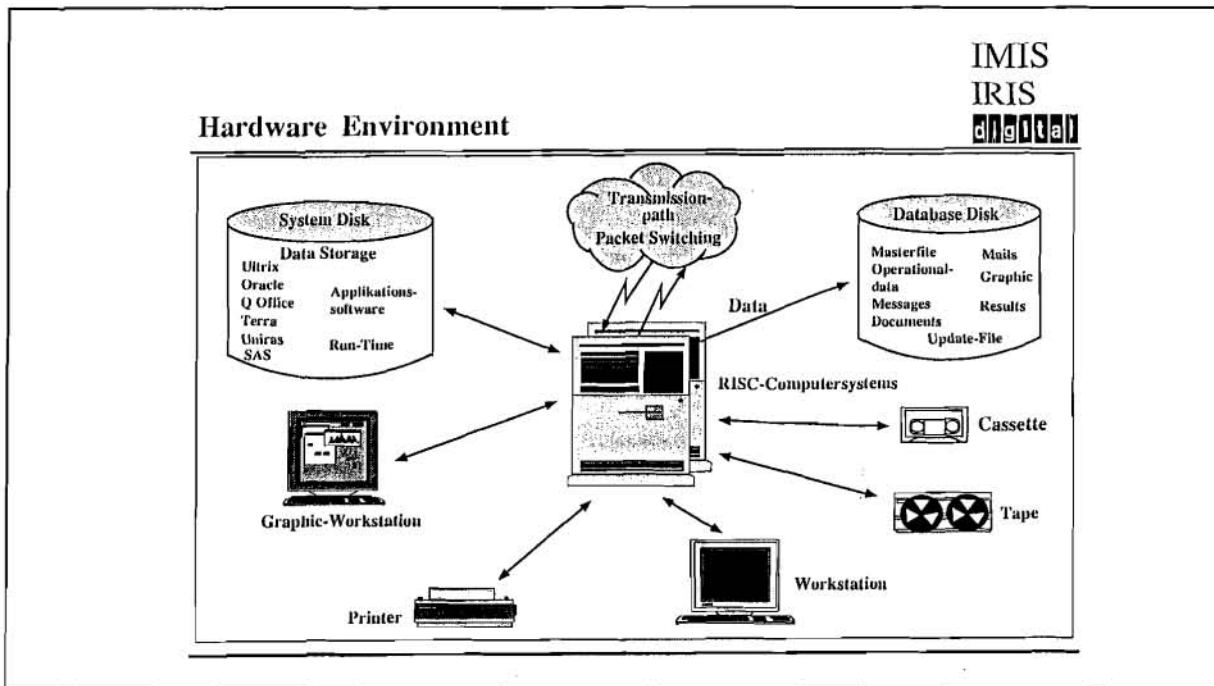 IMIS
IRIS
digital
Hardware Environment
Transmission-
path
Packet Switching
System Disk
Data Storage
Ultrix
Oracle
Q Office
Terra
Uniras
SAS
Applikations-
software
Run-Time
Database Disk
Masterfile
Operational-
data
Messages
Documents
Mails
Graphic
Results
Update-File
Data
RISC-Computersystems
Cassette
Graphic-Workstation
Tape
Workstation
Printer